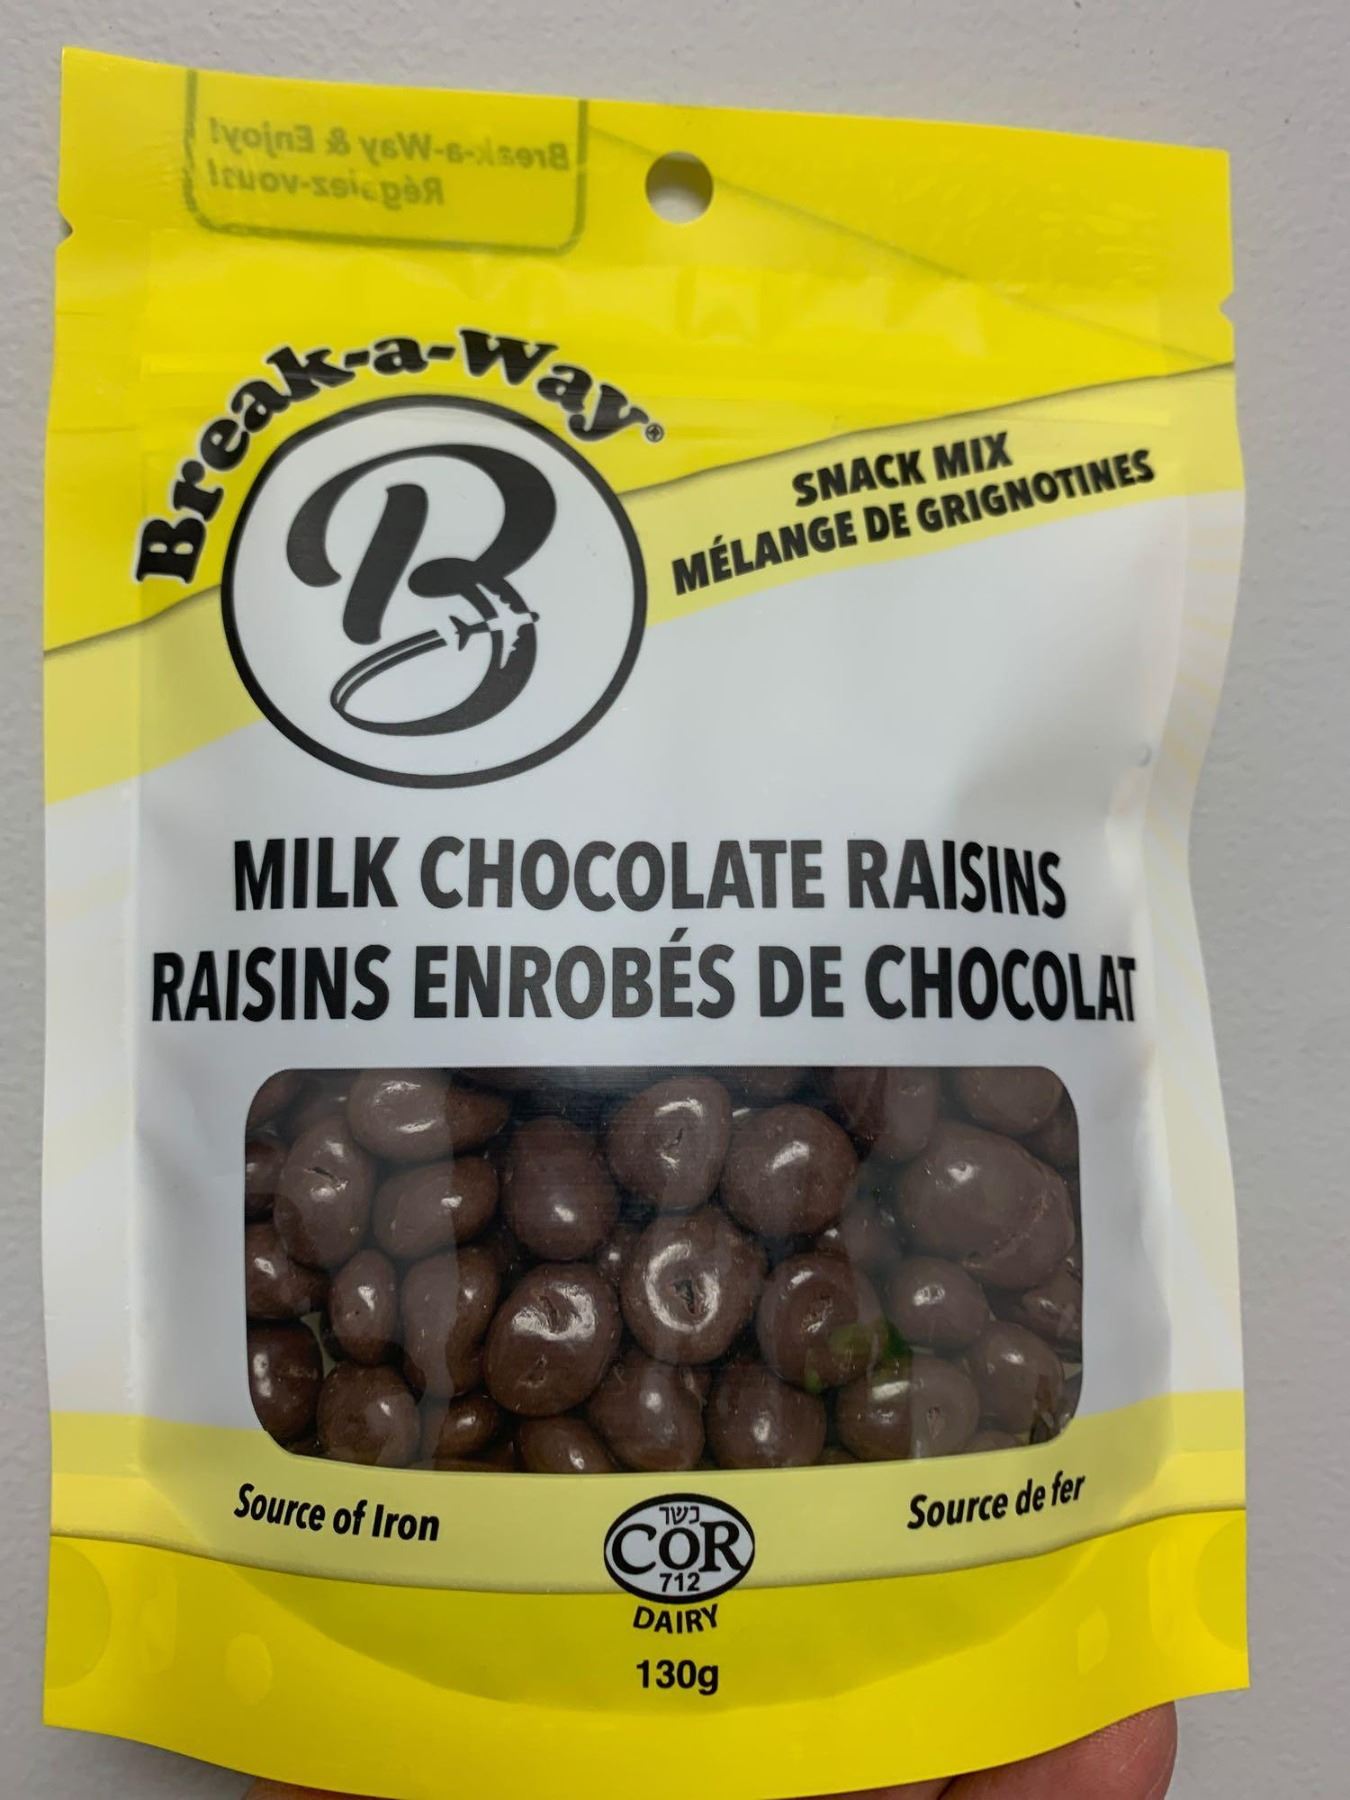 Break-a-Way & Enjoy!
Régalez-vous!
Break-a-Way®
B
SNACK MIX
MÉLANGE DE GRIGNOTINES
MILK CHOCOLATE RAISINS
RAISINS ENROBÉS DE CHOCOLAT
Source of Iron
כשר
COR
712
DAIRY
Source de fer
130g